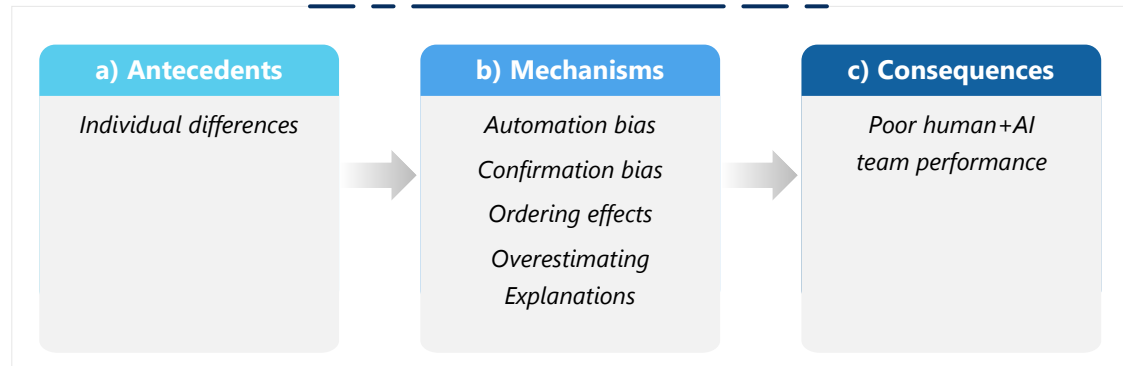 a) Antecedents
Individual differences
b) Mechanisms
Automation bias
Confirmation bias
Ordering effects
Overestimating
Explanations
c) Consequences
Poor human+AI
team performance